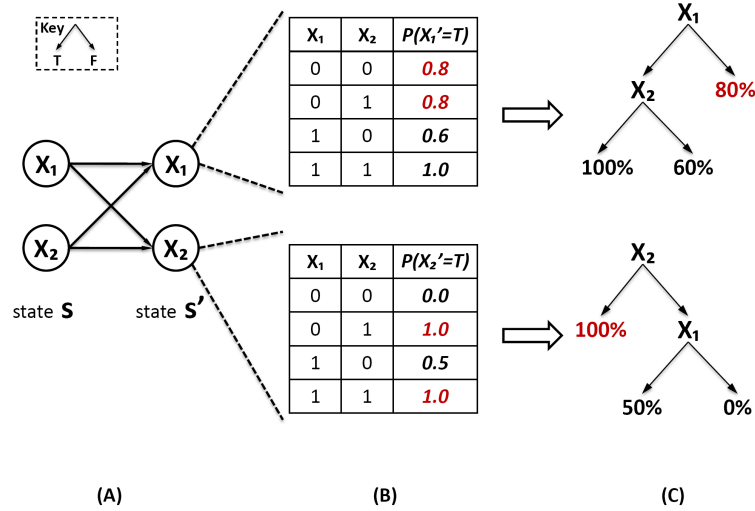 Key
T F
X₁ X₁
X₂ X₂
state S state S′
X₁ X₂ P(X₁′=T)
0 0 0.8
0 1 0.8
1 0 0.6
1 1 1.0
X₁ X₂ P(X₂′=T)
0 0 0.0
0 1 1.0
1 0 0.5
1 1 1.0
X₁
X₂ 80%
100% 60%
X₂
100% X₁
50% 0%
(A) (B) (C)